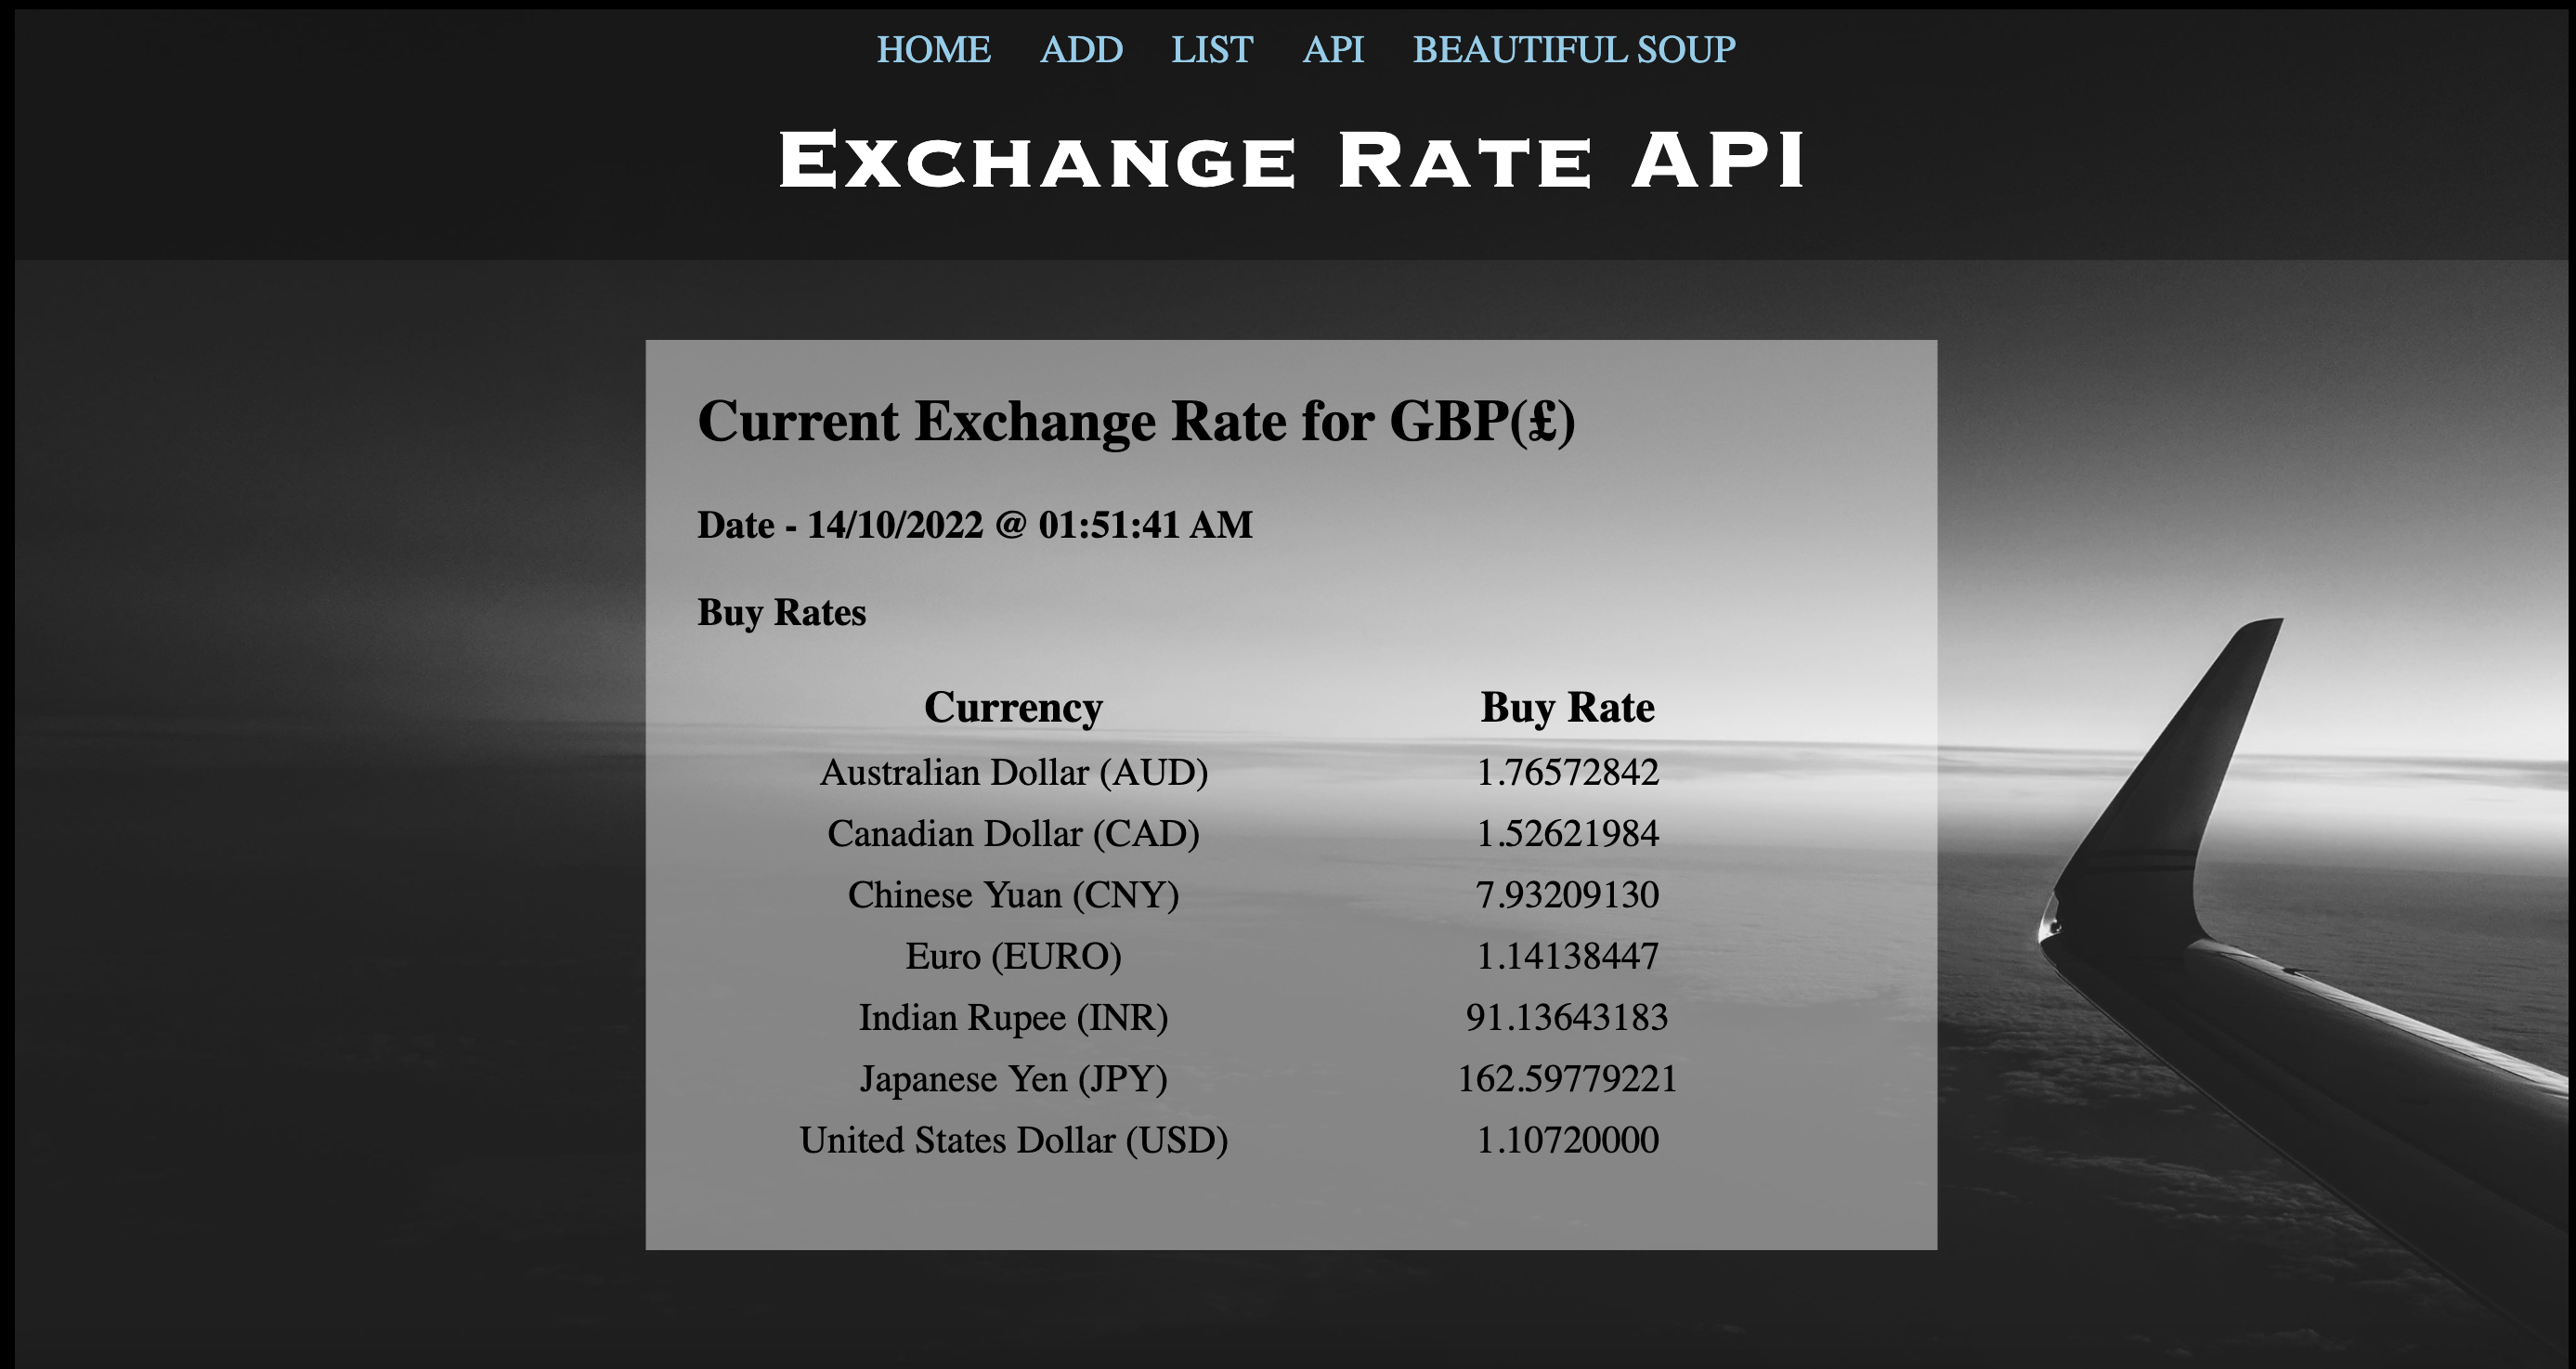 HOME ADD LIST API BEAUTIFUL SOUP
Exchange Rate API
Current Exchange Rate for GBP(£)
Date - 14/10/2022 @ 01:51:41 AM
Buy Rates
Currency Buy Rate
Australian Dollar (AUD) 1.76572842
Canadian Dollar (CAD) 1.52621984
Chinese Yuan (CNY) 7.93209130
Euro (EURO) 1.14138447
Indian Rupee (INR) 91.13643183
Japanese Yen (JPY) 162.59779221
United States Dollar (USD) 1.10720000